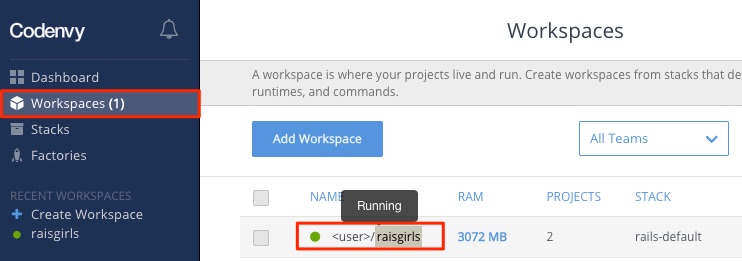 Codenvy
Dashboard
Workspaces (1)
Stacks
Factories
RECENT WORKSPACES
+ Create Workspace
raisgirls
Workspaces
A workspace is where your projects live and run. Create workspaces from stacks that de
runtimes, and commands.
Add Workspace
All Teams
NAME RAM PROJECTS STACK
Running
<user>/raisgirls 3072 MB 2 rails-default